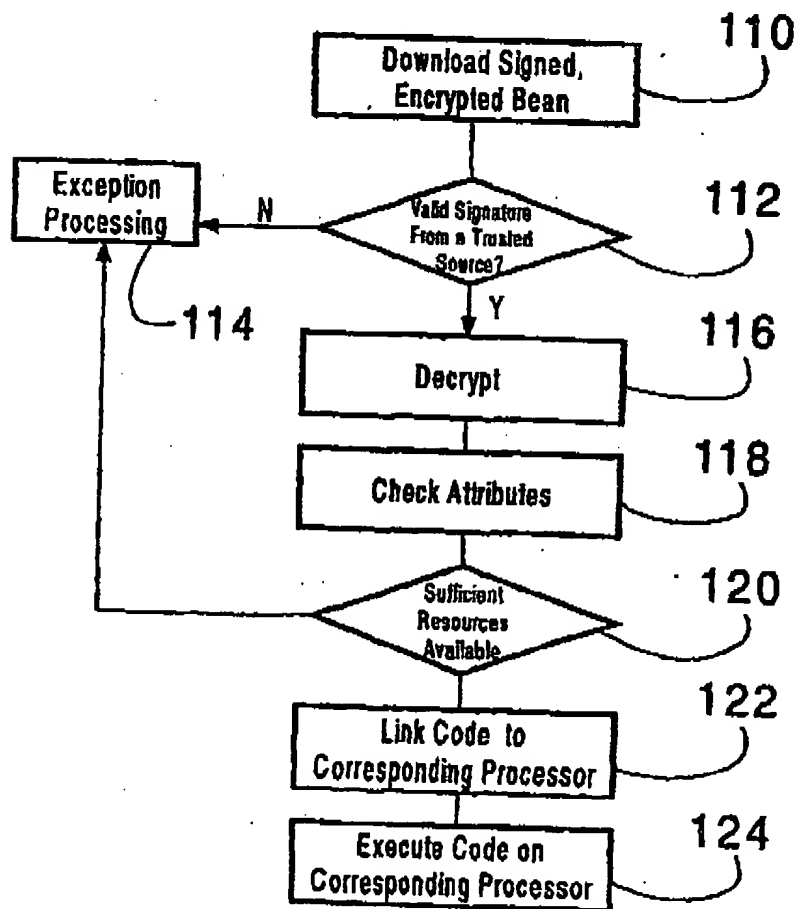 110
Download Signed,
Encrypted Bean
Exception
Processing
N
Valid Signature
From a Trusted
Source?
112
114
Y
116
Decrypt
118
Check Attributes
120
Sufficient
Resources
Available
122
Link Code to
Corresponding Processor
124
Execute Code on
Corresponding Processor